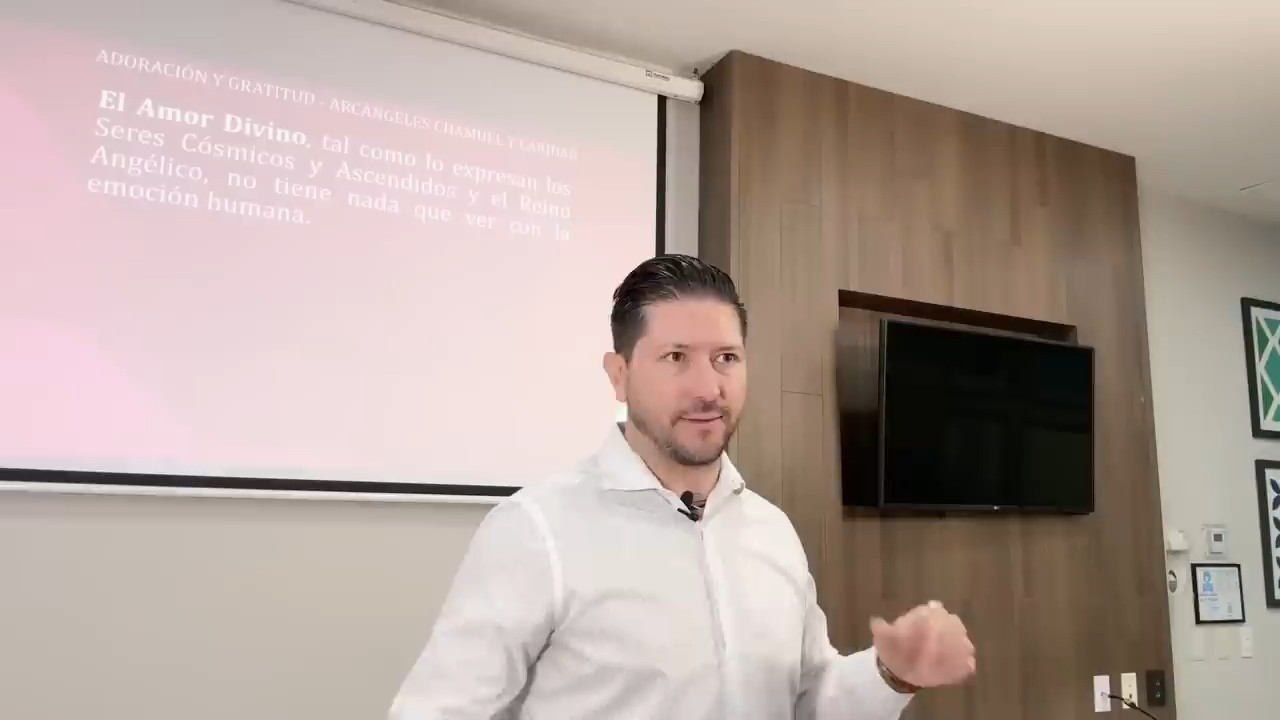 ADORACIÓN Y GRATITUD - ARCANGELES CHAMUEL Y CARIDAD
El Amor Divino, tal como lo expresan los
Seres Cósmicos y Ascendidos y el Reino
Angélico, no tiene nada que ver con la
emoción humana.